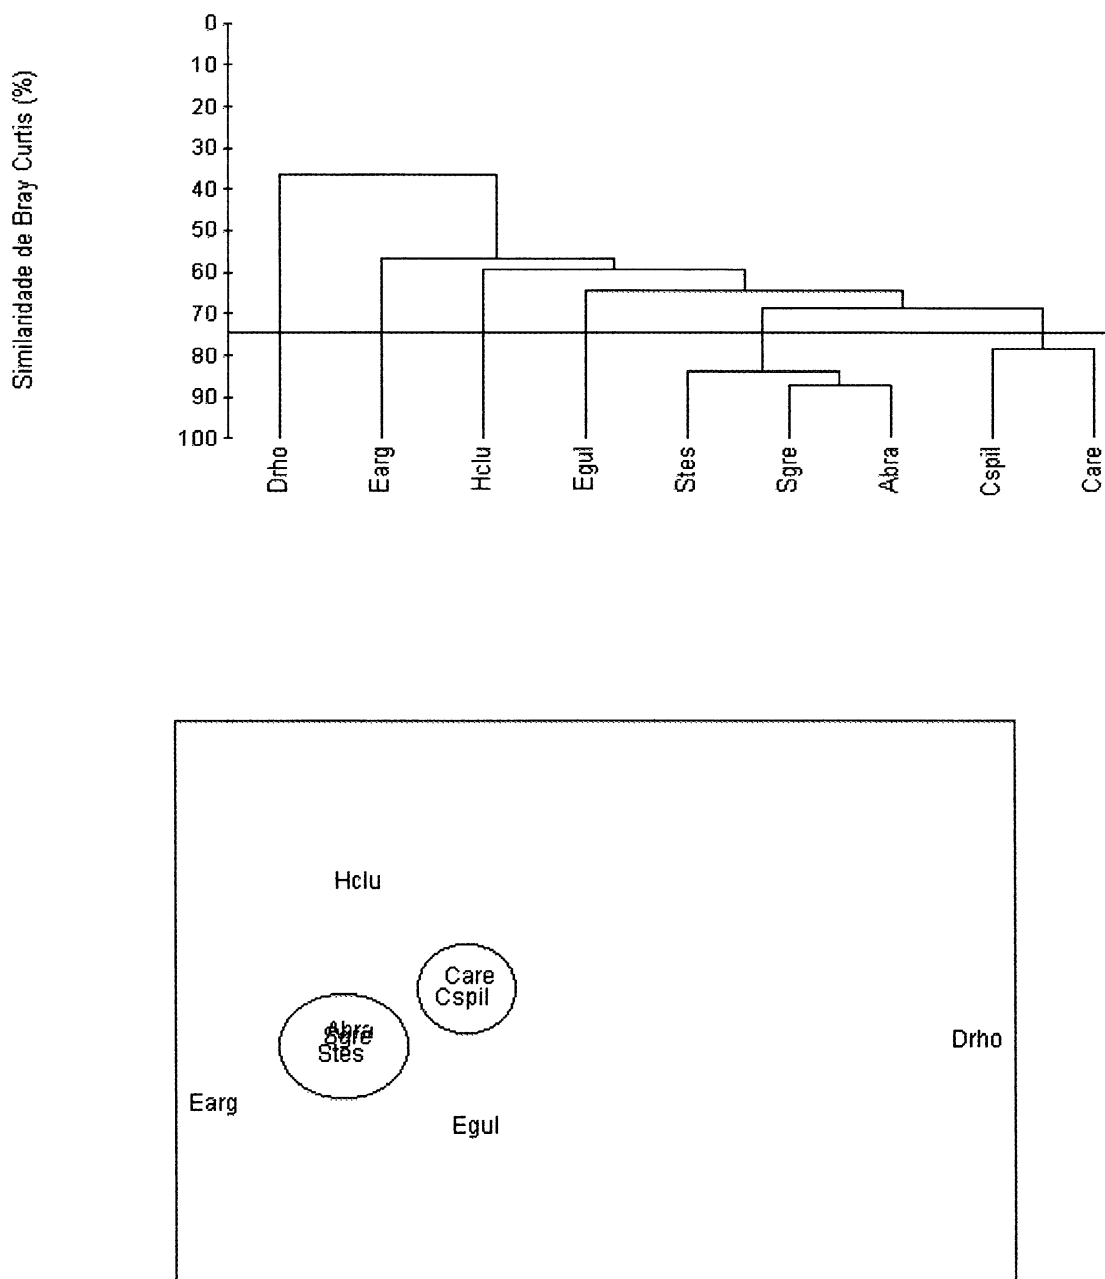 Similaridade de Bray Curtis (%)
0
10
20
30
40
50
60
70
80
90
100
Drho
Earg
Hclu
Egul
Stes
Sgre
Abra
Cspil
Care
Hclu
Care
Cspil
Abra
Sgre
Stes
Drho
Earg
Egul